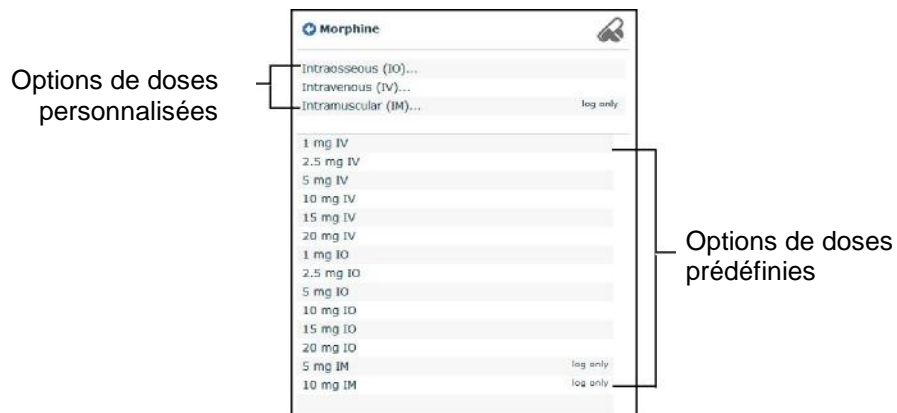 Morphine
Options de doses
personnalisées
Intraosseous (IO)...
Intravenous (IV)...
Intramuscular (IM)... log only
1 mg IV
2.5 mg IV
5 mg IV
10 mg IV
15 mg IV
20 mg IV
1 mg IO
2.5 mg IO
5 mg IO
10 mg IO
15 mg IO
20 mg IO
5 mg IM log only
10 mg IM log only
Options de doses
prédéfinies